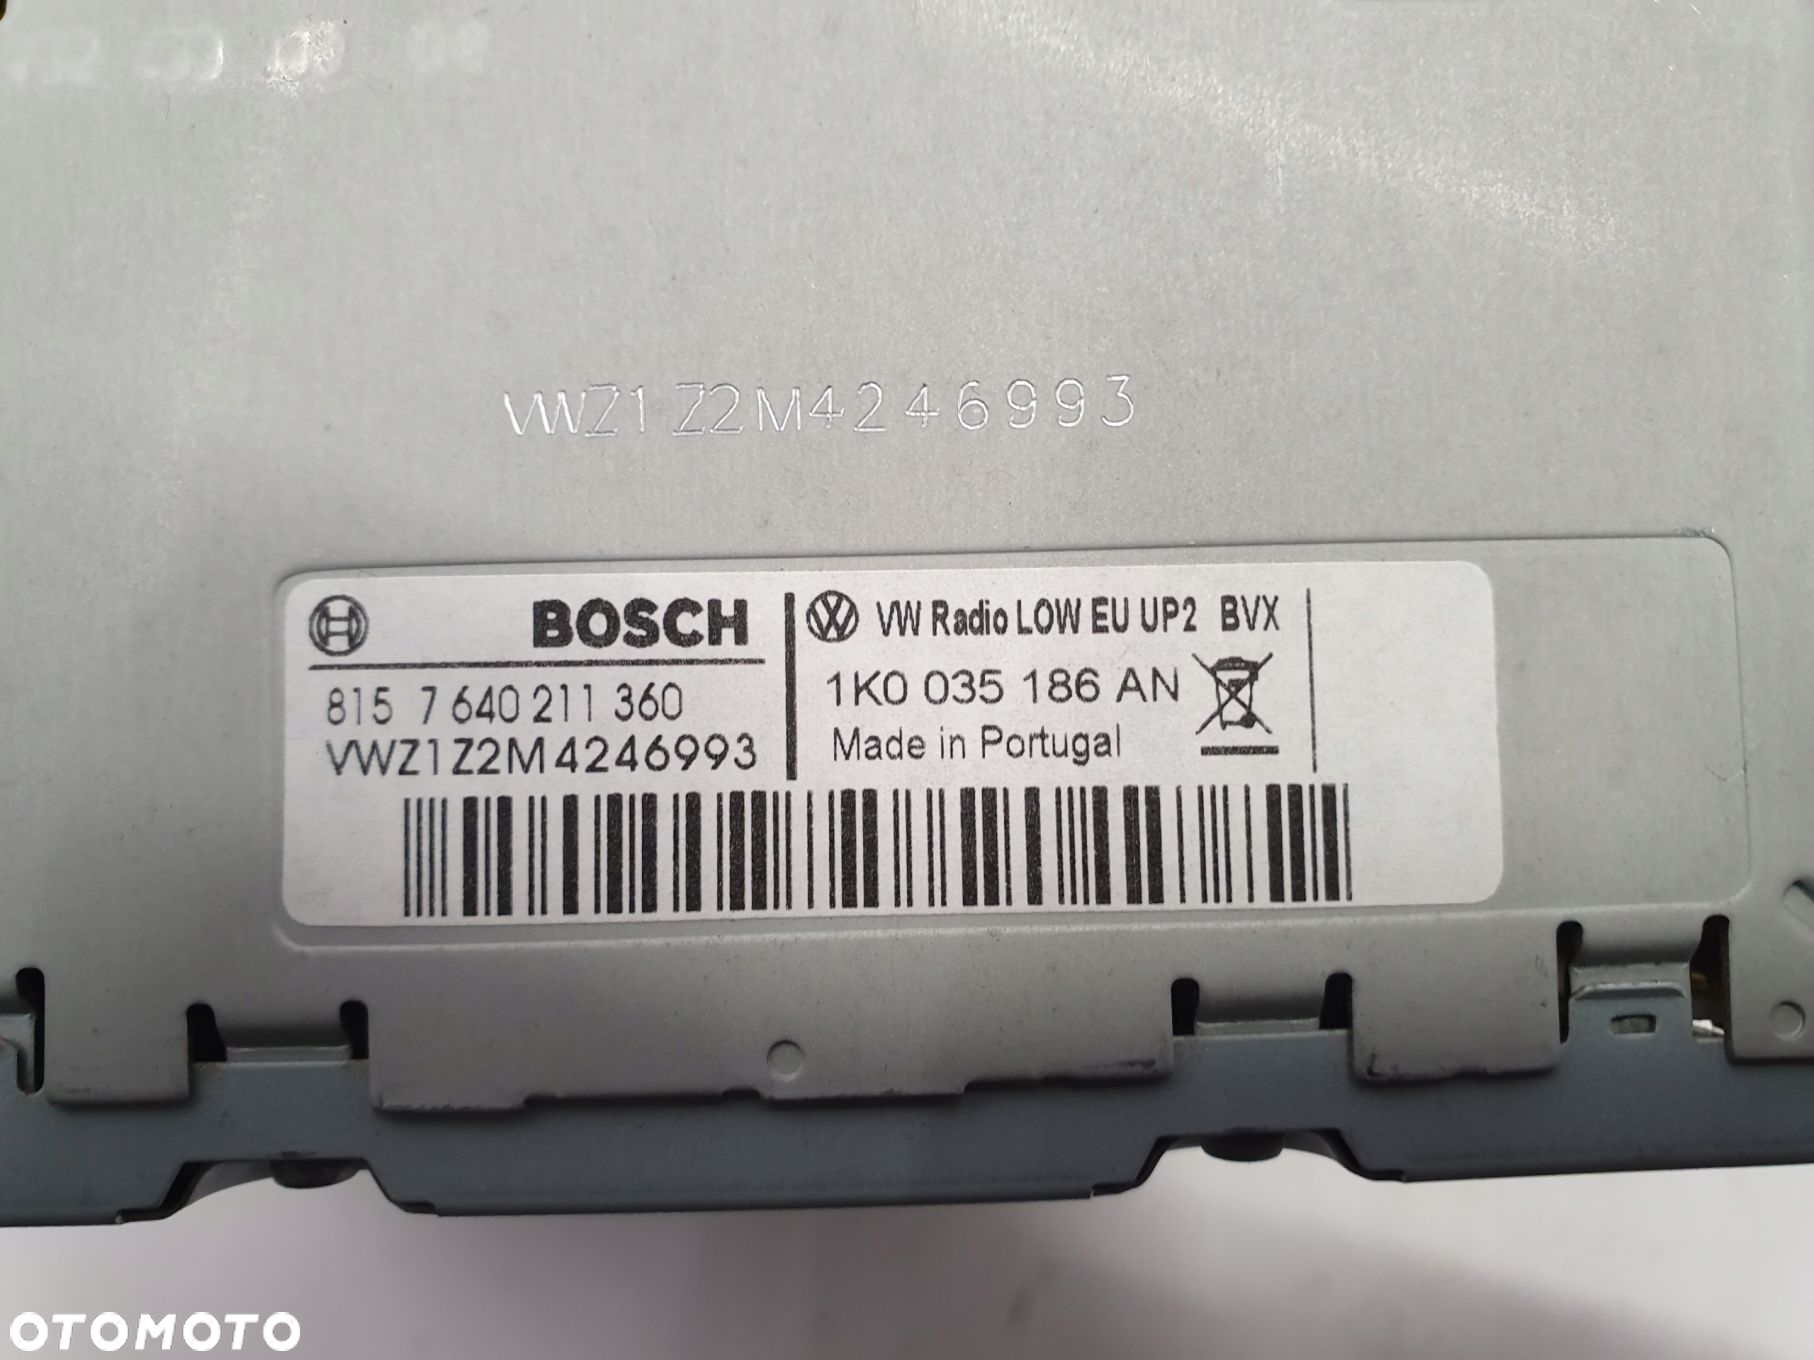 VWZ1Z2M4246993
BOSCH
815 7 640 211 360
VWZ1Z2M4246993
VW Radio LOW EU UP2 BVX
1K0 035 186 AN
Made in Portugal
OTOMOTO